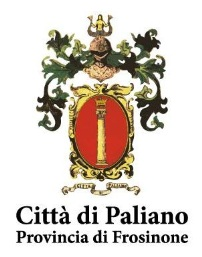 Città di Paliano
Provincia di Frosinone